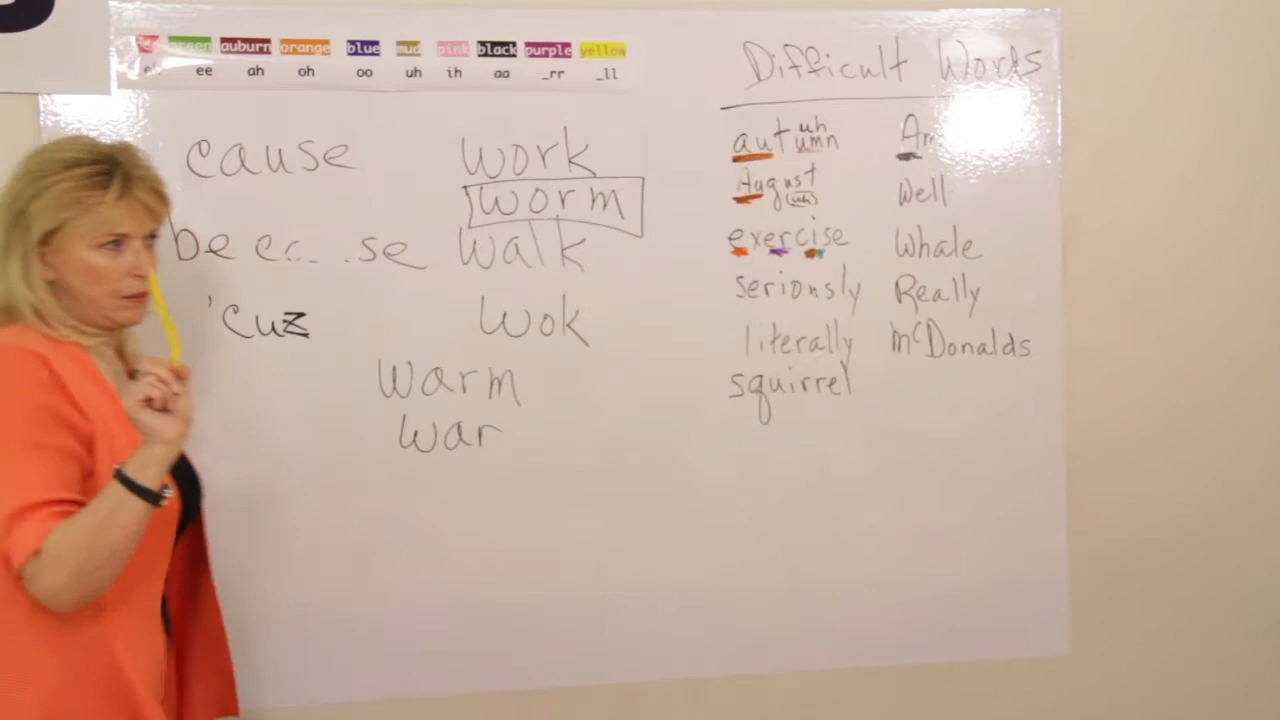 green auburn orange blue mud pink black purple yellow
ee ah oh oo uh ih aa _rr _ll
Difficult Words
cause work
worm
walk
'cuz wok
warm
war
uh
autumn
August Well
(uh)
exercise Whale
seriously Really
literally McDonalds
squirrel